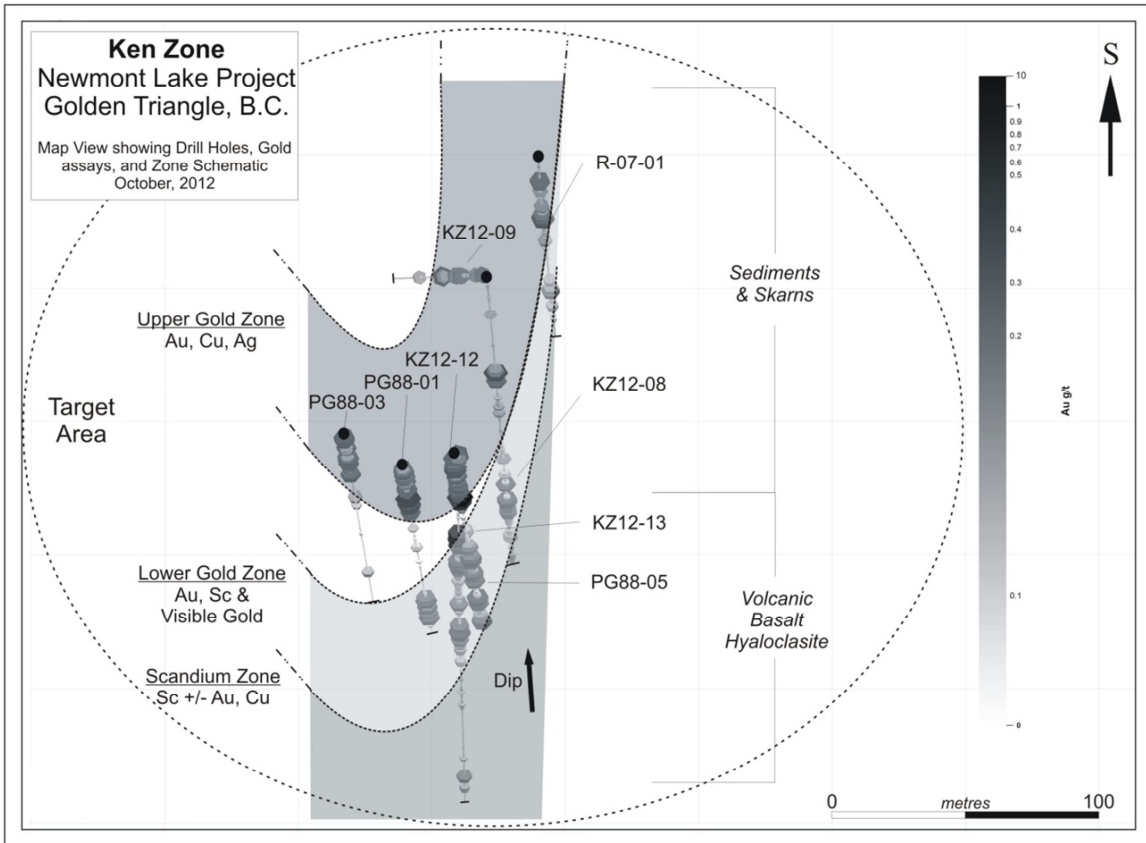 Ken Zone
Newmont Lake Project
Golden Triangle, B.C.
Map View showing Drill Holes, Gold
assays, and Zone Schematic
October, 2012
S
10
1
0.9
0.8
0.7
0.6
0.5
0.4
0.3
0.2
0.1
0
Au g/t
R-07-01
KZ12-09
Sediments
& Skarns
Upper Gold Zone
Au, Cu, Ag
KZ12-12
PG88-01
PG88-03
KZ12-08
Target
Area
KZ12-13
PG88-05
Lower Gold Zone
Au, Sc &
Visible Gold
Volcanic
Basalt
Hyaloclasite
Scandium Zone
Sc +/- Au, Cu
Dip
0 metres 100